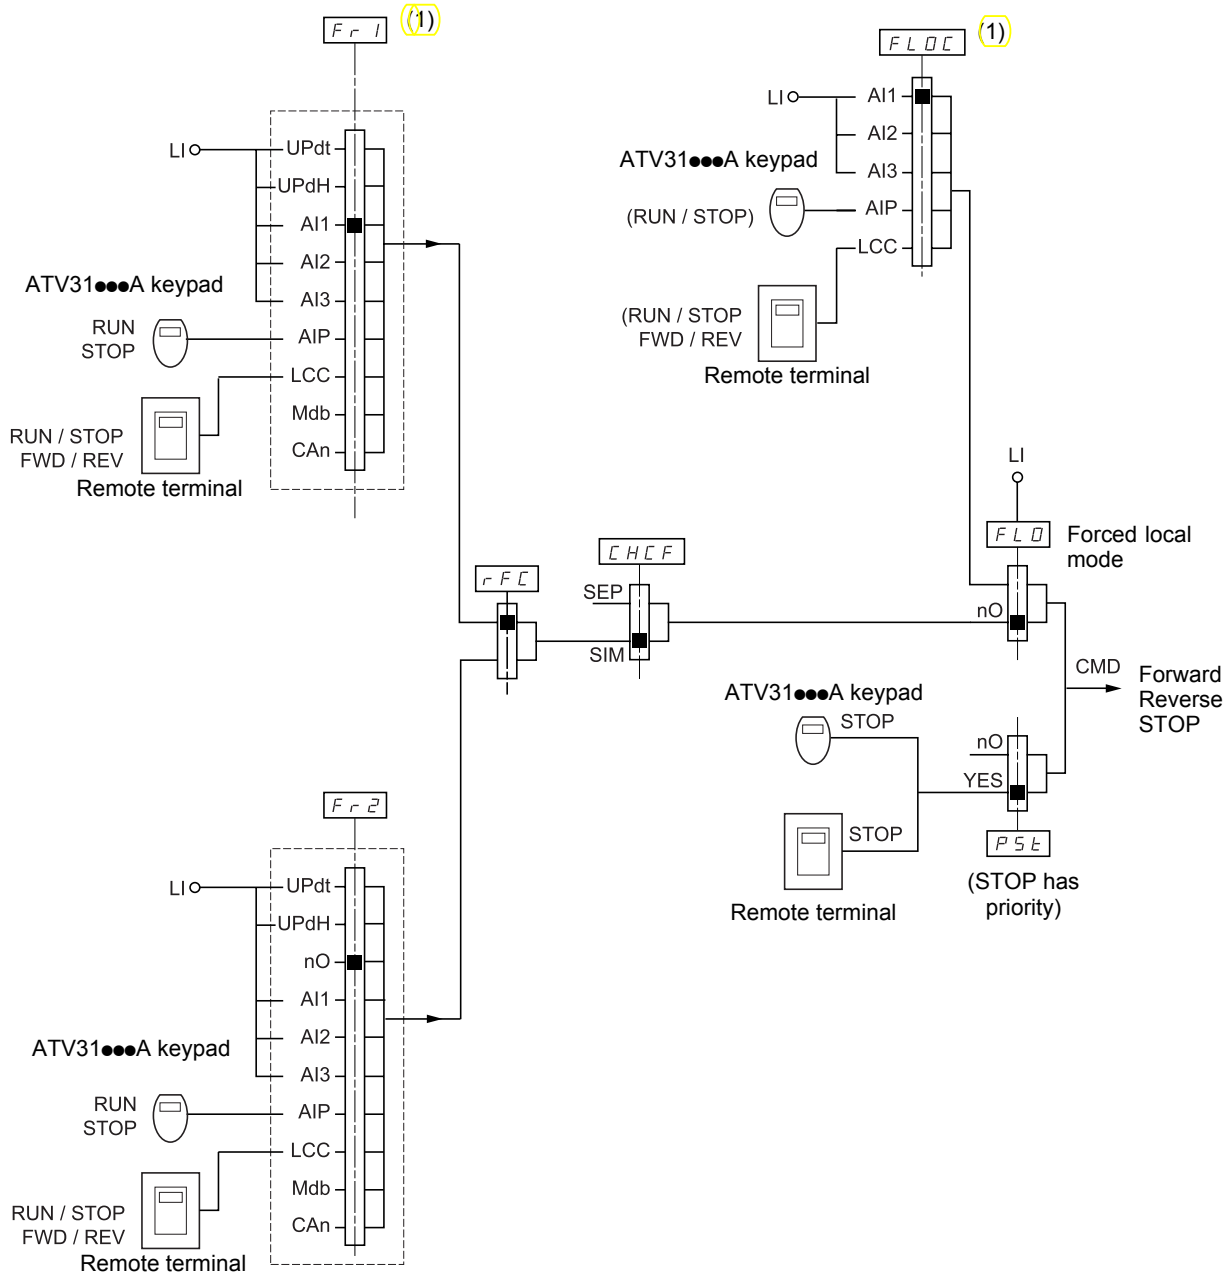 Fr1 (1)
LI
UPdt
UPdH
AI1
AI2
AI3
AIP
LCC
Mdb
CAn
ATV31●●●A keypad
RUN
STOP
RUN / STOP
FWD / REV
Remote terminal
FLOC (1)
LI
AI1
AI2
AI3
AIP
LCC
ATV31●●●A keypad
(RUN / STOP)
(RUN / STOP
FWD / REV
Remote terminal
rFC
CHCF
SEP
SIM
LI
FLO
Forced local
mode
nO
CMD
Forward
Reverse
STOP
ATV31●●●A keypad
STOP
STOP
Remote terminal
nO
YES
PSt
(STOP has
priority)
Fr2
LI
UPdt
UPdH
nO
AI1
AI2
AI3
AIP
LCC
Mdb
CAn
ATV31●●●A keypad
RUN
STOP
RUN / STOP
FWD / REV
Remote terminal